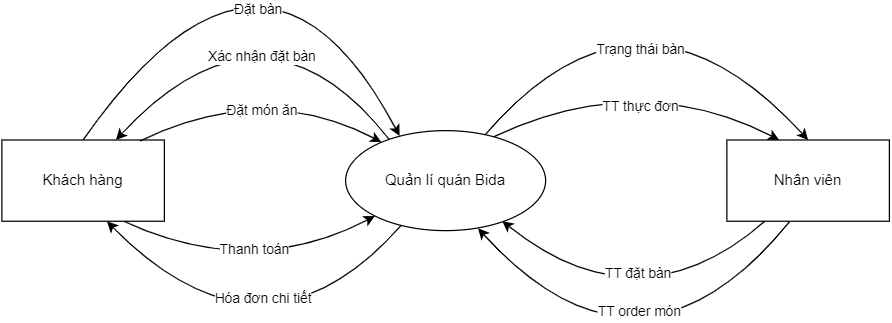 Đặt bàn
Xác nhận đặt bàn
Trạng thái bàn
Đặt món ăn
TT thực đơn
Khách hàng
Quản lí quán Bida
Nhân viên
Thanh toán
TT đặt bàn
Hóa đơn chi tiết
TT order món